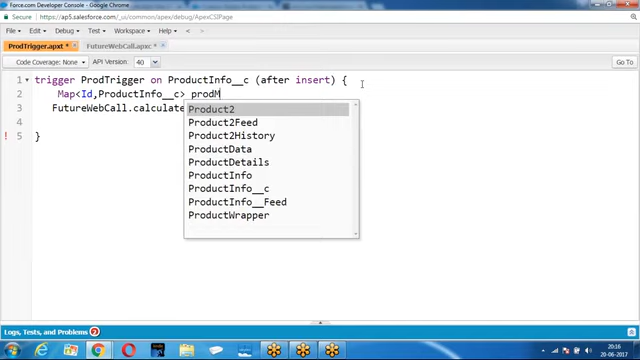 Force.com Developer Console - Google Chrome
https://ap5.salesforce.com/_ui/common/apex/debug/ApexCSIPage
File Edit Debug Test Workspace Help < >
ProdTrigger.apxt * FutureWebCall.apxc *
Code Coverage: None API Version: 40 Go To
1 trigger ProdTrigger on ProductInfo__c (after insert) {
2 Map<Id,ProductInfo__c> prodM
3 FutureWebCall.calculate
Product2
Product2Feed
4
Product2History
5 }
ProductData
ProductDetails
ProductInfo
ProductInfo__c
ProductInfo__Feed
ProductWrapper
Logs, Tests, and Problems 2
20:16
20-06-2017